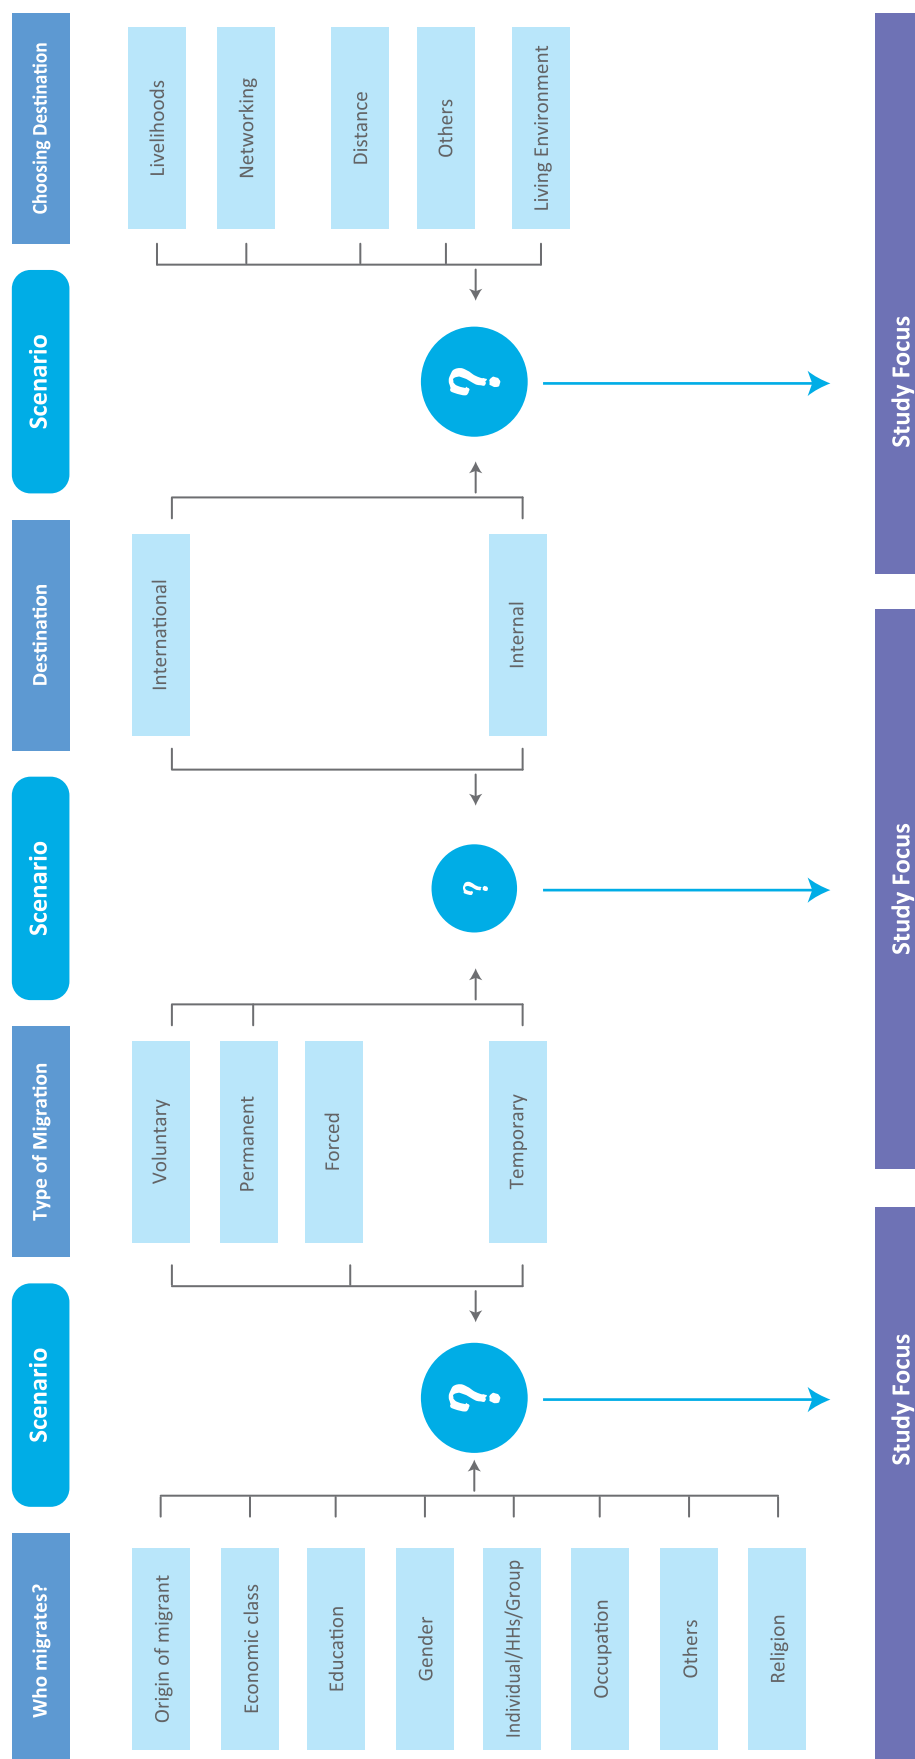 Who migrates?
Scenario
Type of Migration
Scenario
Destination
Scenario
Choosing Destination
Origin of migrant
Economic class
Education
Gender
Individual/HHs/Group
Occupation
Others
Religion
?
Voluntary
Permanent
Forced
Temporary
?
International
Internal
?
Livelihoods
Networking
Distance
Others
Living Environment
Study Focus
Study Focus
Study Focus